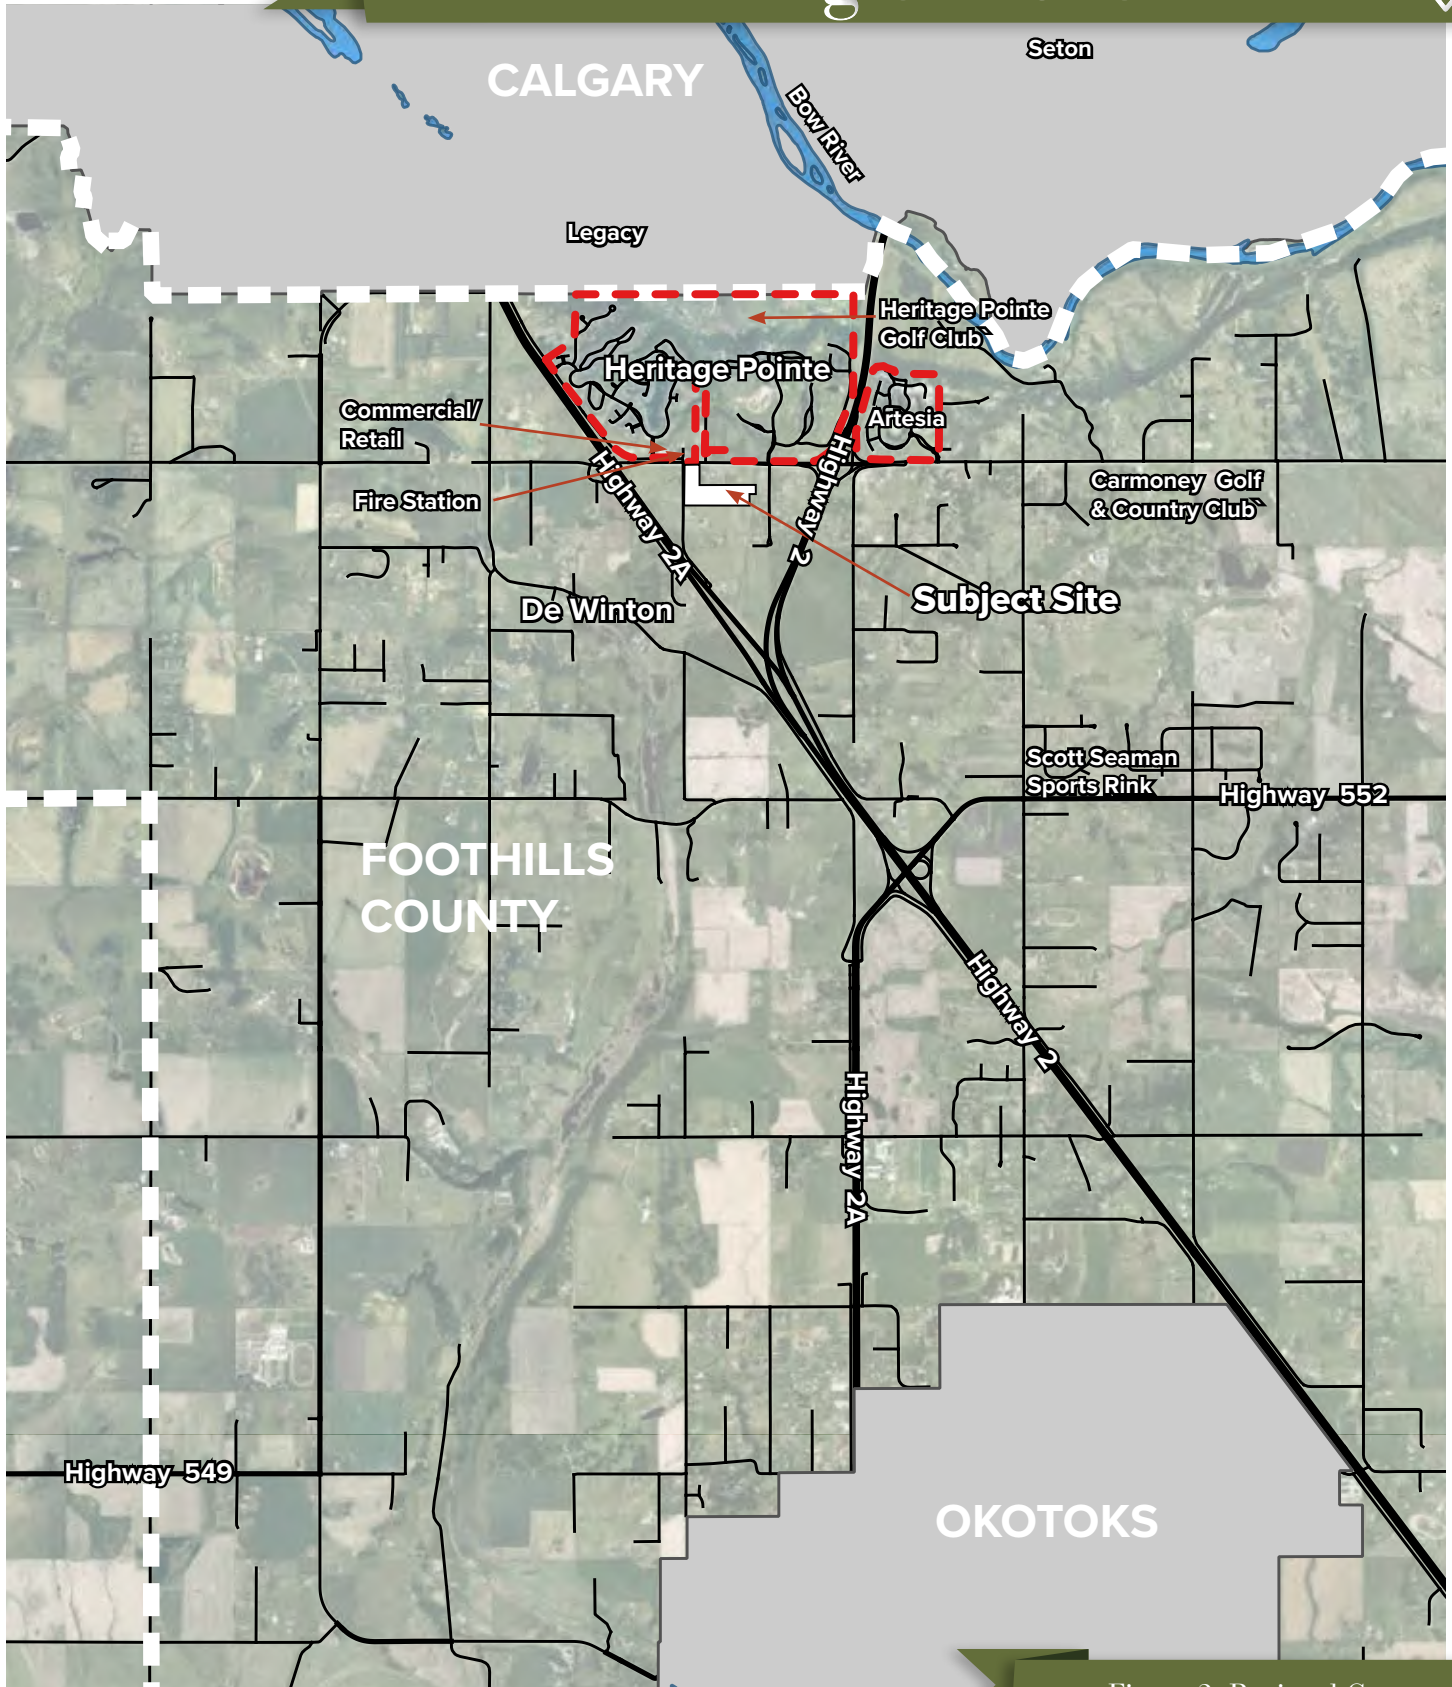 Seton
CALGARY
Bow River
Legacy
Heritage Pointe
Golf Club`
Heritage Pointe
Commercial/
Retail
Artesia
Highway 2
Carmoney Golf
& Country Club`
Fire Station
Highway 2A
Subject Site
De Winton
Scott Seaman
Sports Rink
Highway 552
FOOTHILLS
COUNTY
Highway 2
Highway 2A
Highway 549
OKOTOKS